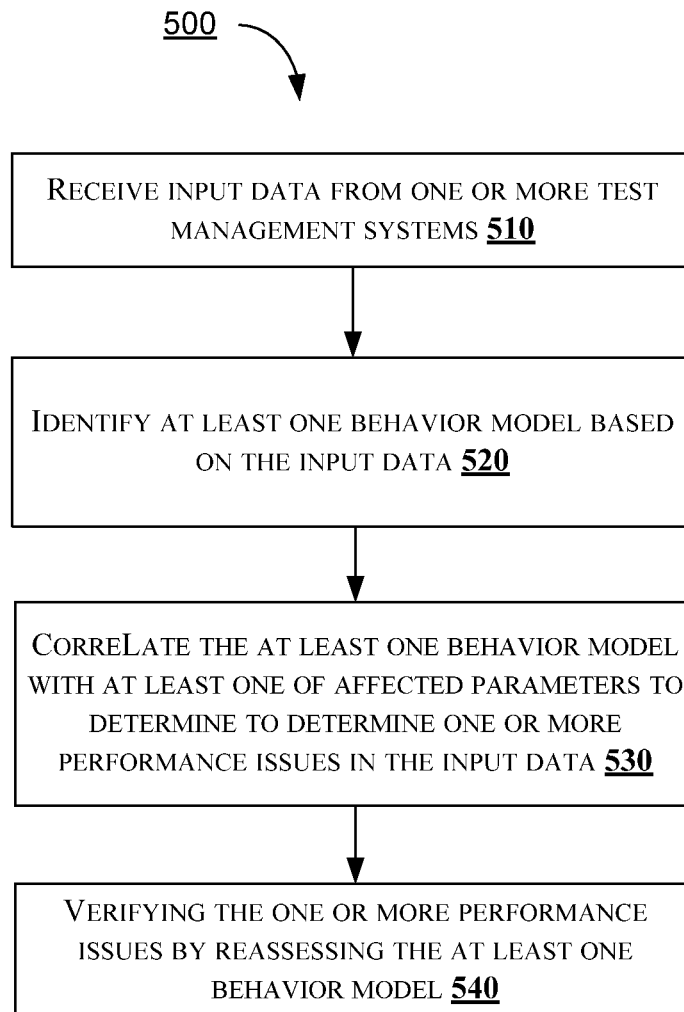 500
RECEIVE INPUT DATA FROM ONE OR MORE TEST
MANAGEMENT SYSTEMS 510
IDENTIFY AT LEAST ONE BEHAVIOR MODEL BASED
ON THE INPUT DATA 520
CORRELATE THE AT LEAST ONE BEHAVIOR MODEL
WITH AT LEAST ONE OF AFFECTED PARAMETERS TO
DETERMINE TO DETERMINE ONE OR MORE
PERFORMANCE ISSUES IN THE INPUT DATA 530
VERIFYING THE ONE OR MORE PERFORMANCE
ISSUES BY REASSESSING THE AT LEAST ONE
BEHAVIOR MODEL 540